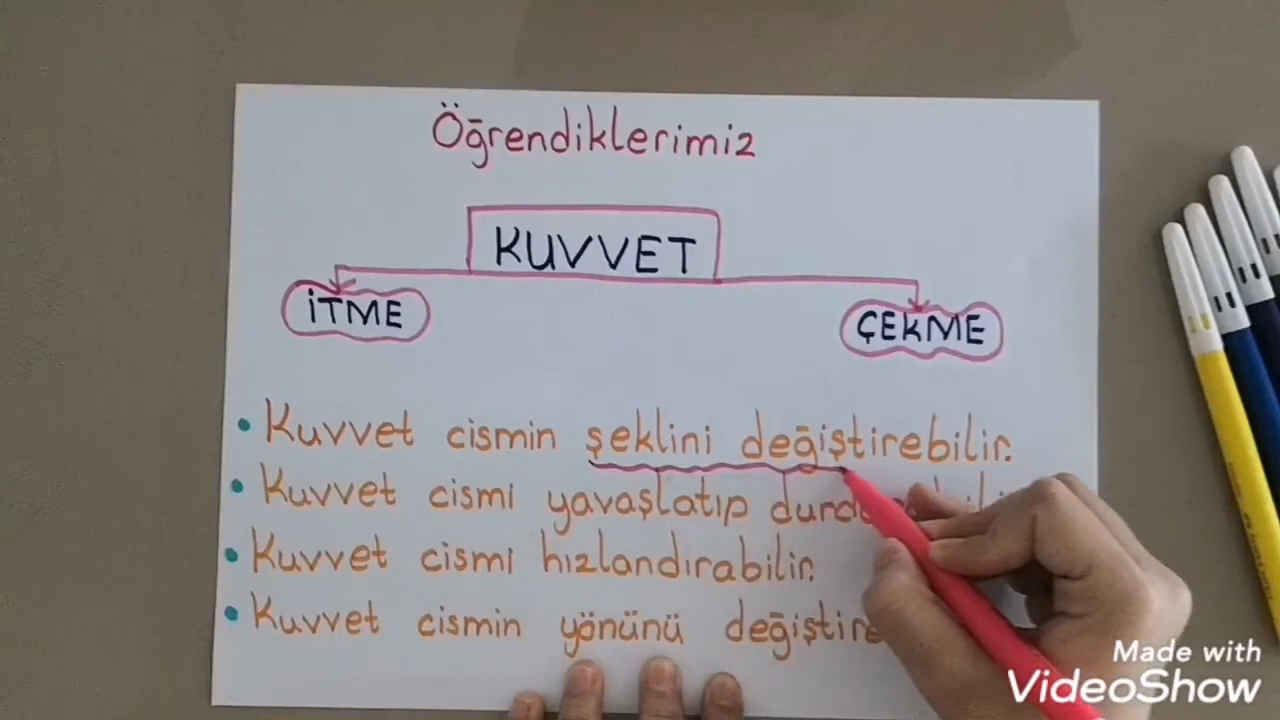 Öğrendiklerimiz
KUVVET
İTME
ÇEKME
• Kuvvet cismin şeklini değiştirebilir.
• Kuvvet cismi yavaşlatıp
• Kuvvet cismi hızlandırabilir.
• Kuvvet cismin yönünü
Made with
VideoShow